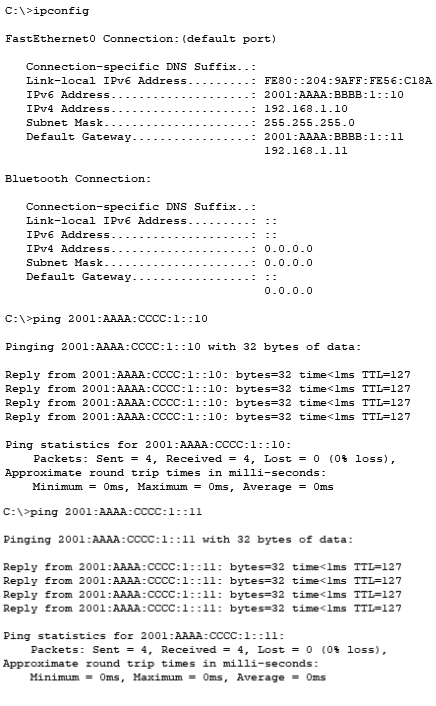 C:\>ipconfig
FastEthernet0 Connection:(default port)
Connection-specific DNS Suffix..:
Link-local IPv6 Address.........: FE80::204:9AFF:FE56:C18A
IPv6 Address....................: 2001:AAAA:BBBB:1::10
IPv4 Address....................: 192.168.1.10
Subnet Mask.....................: 255.255.255.0
Default Gateway.................: 2001:AAAA:BBBB:1::11
192.168.1.11
Bluetooth Connection:
Connection-specific DNS Suffix..:
Link-local IPv6 Address.........: ::
IPv6 Address....................: ::
IPv4 Address....................: 0.0.0.0
Subnet Mask.....................: 0.0.0.0
Default Gateway.................: ::
0.0.0.0
C:\>ping 2001:AAAA:CCCC:1::10
Pinging 2001:AAAA:CCCC:1::10 with 32 bytes of data:
Reply from 2001:AAAA:CCCC:1::10: bytes=32 time<1ms TTL=127
Reply from 2001:AAAA:CCCC:1::10: bytes=32 time<1ms TTL=127
Reply from 2001:AAAA:CCCC:1::10: bytes=32 time<1ms TTL=127
Reply from 2001:AAAA:CCCC:1::10: bytes=32 time<1ms TTL=127
Ping statistics for 2001:AAAA:CCCC:1::10:
Packets: Sent = 4, Received = 4, Lost = 0 (0% loss),
Approximate round trip times in milli-seconds:
Minimum = 0ms, Maximum = 0ms, Average = 0ms
C:\>ping 2001:AAAA:CCCC:1::11
Pinging 2001:AAAA:CCCC:1::11 with 32 bytes of data:
Reply from 2001:AAAA:CCCC:1::11: bytes=32 time<1ms TTL=127
Reply from 2001:AAAA:CCCC:1::11: bytes=32 time<1ms TTL=127
Reply from 2001:AAAA:CCCC:1::11: bytes=32 time<1ms TTL=127
Reply from 2001:AAAA:CCCC:1::11: bytes=32 time<1ms TTL=127
Ping statistics for 2001:AAAA:CCCC:1::11:
Packets: Sent = 4, Received = 4, Lost = 0 (0% loss),
Approximate round trip times in milli-seconds:
Minimum = 0ms, Maximum = 0ms, Average = 0ms